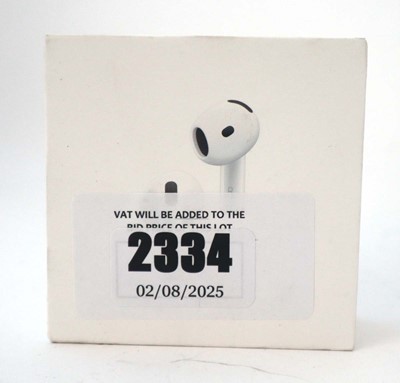 VAT WILL BE ADDED TO THE
BID PRICE OF THIS LOT
2334
02/08/2025